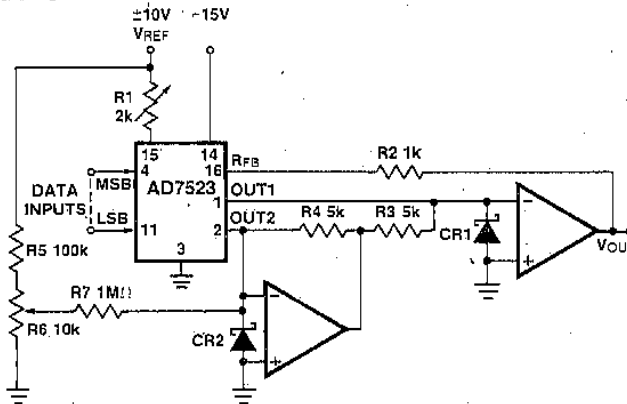 ±10V -15V
VREF
R1
2k
15 14
4 16 RFB R2 1k
MSB AD7523 OUT1
DATA
INPUTS
1 R4 5k R3 5k
LSB OUT2
11 2
CR1
VOU
3
R5 100k
R7 1MΩ
R6 10k
CR2